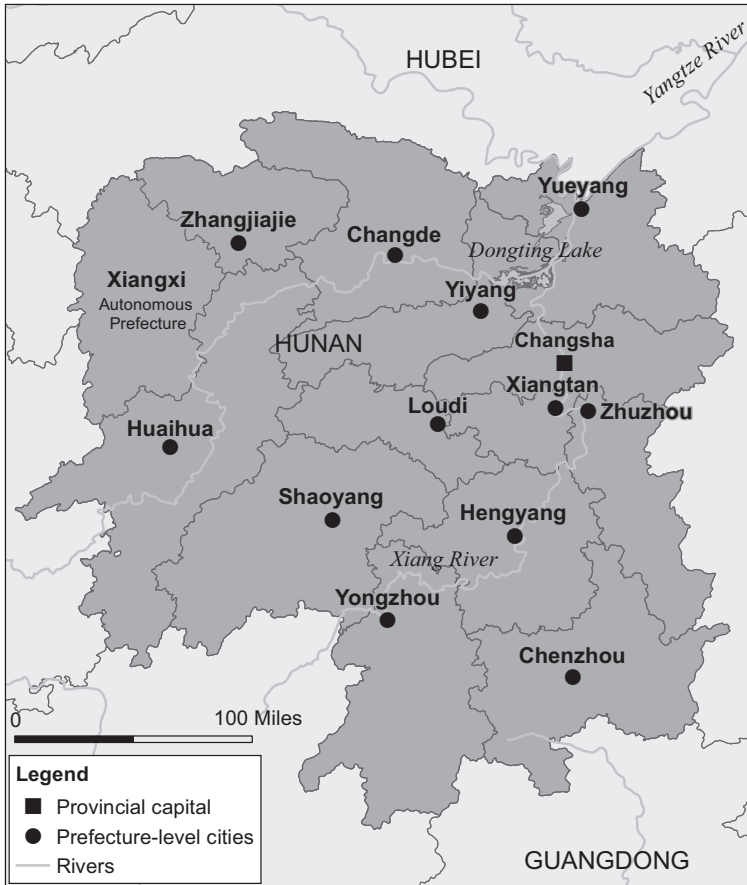 HUBEI
Yangtze River
Yueyang
Zhangjiajie
Changde
Dongting Lake
Xiangxi
Autonomous
Prefecture
Yiyang
HUNAN
Changsha
Xiangtan
Loudi
Zhuzhou
Huaihua
Shaoyang
Hengyang
Xiang River
Yongzhou
Chenzhou
0
100 Miles
Legend
Provincial capital
Prefecture-level cities
Rivers
GUANGDONG